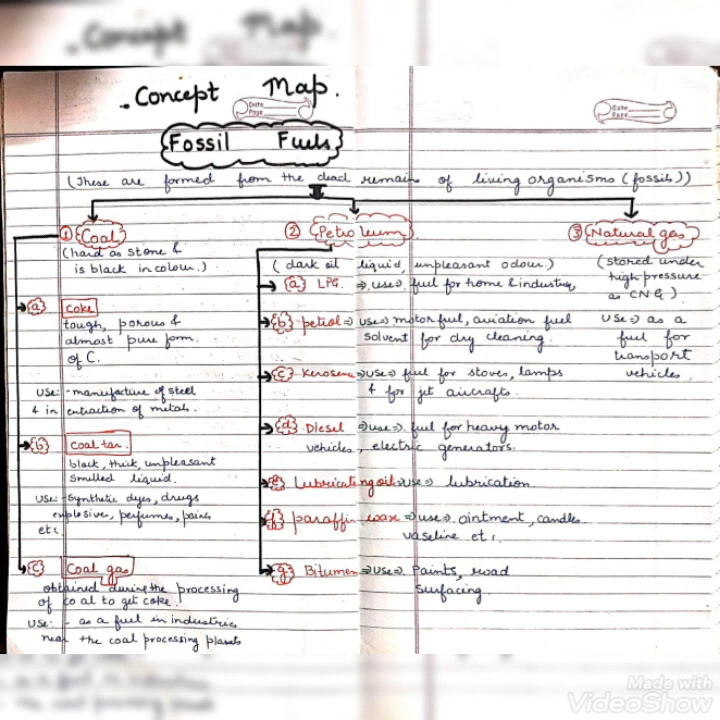 Concept Map.
Date
Page
Date
Page
Fossil Fuels
(These are formed from the dead remain of living organisms (fossils))
① Coal
(hard as stone &
is black in colour.)
(a) Coke
tough, porous &
almost pure form
of C.
Use: - manufacture of steel
& in extraction of metals.
(b) Coal tar
black, thick, unpleasant
smelled liquid.
Use: - Synthetic dyes, drugs
explosive, perfumes, paints
etc.
(c) Coal gas
obtained during the processing
of coal to get coke.
Use: - as a fuel in industries
near the coal processing plants
② Petroleum
(dark oil liquid, unpleasant odour.)
(a) LPG. ⇒ use⇒ fuel for home & industry
(b) petrol ⇒ Use⇒ motor fuel, aviation fuel
solvent for dry cleaning.
(c) Kerosene ⇒ use⇒ fuel for stoves, lamps
& for jet aircrafts.
(d) Diesel ⇒ use⇒ fuel for heavy motor
vehicles, electric generators.
(e) Lubricating oil ⇒ use⇒ lubrication.
(f) paraffin wax ⇒ use⇒ ointment, candles
vaseline etc.
(g) Bitumen ⇒ Use⇒ Paints, road
Surfacing
③ Natural gas
(stored under
high pressure
as CNG).
Use ⇒ as a
fuel for
transport
vehicles.
Made with
VideoShow